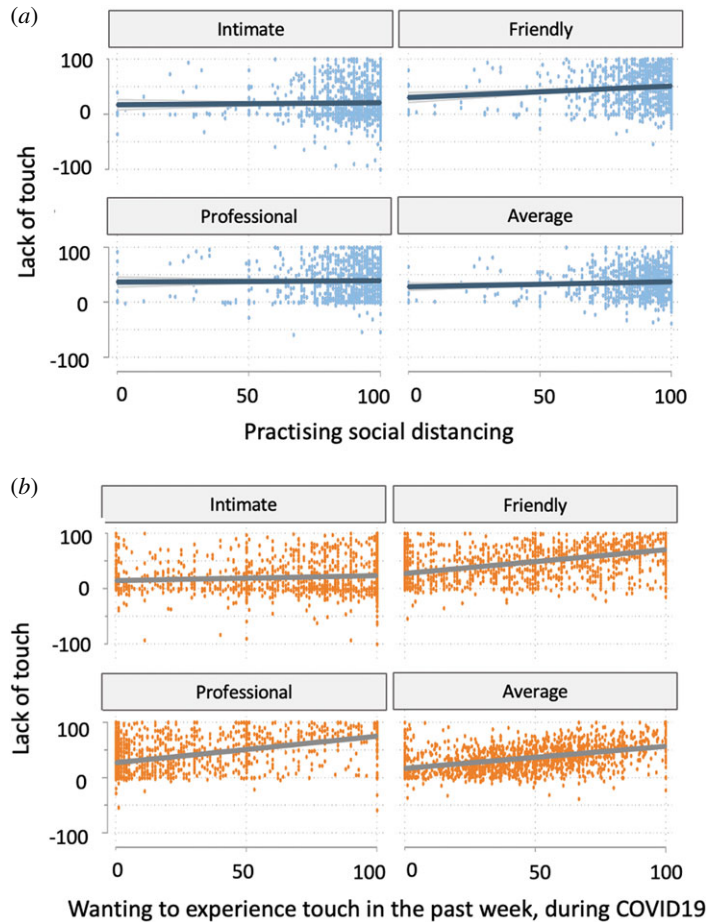 (a)
Intimate
Friendly
100
0
-100
Professional
Average
100
0
-100
Lack of touch
0
50
100
0
50
100
Practising social distancing
(b)
Intimate
Friendly
100
0
-100
Professional
Average
100
0
-100
Lack of touch
0
50
100
0
50
100
Wanting to experience touch in the past week, during COVID19